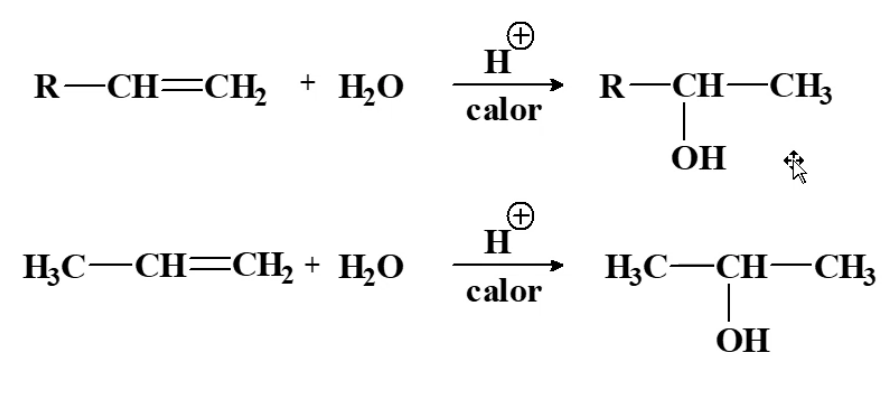 R—CH=CH₂ + H₂O H⊕ calor R—CH—CH₃
OH
H₃C—CH=CH₂ + H₂O H⊕ calor H₃C—CH—CH₃
OH